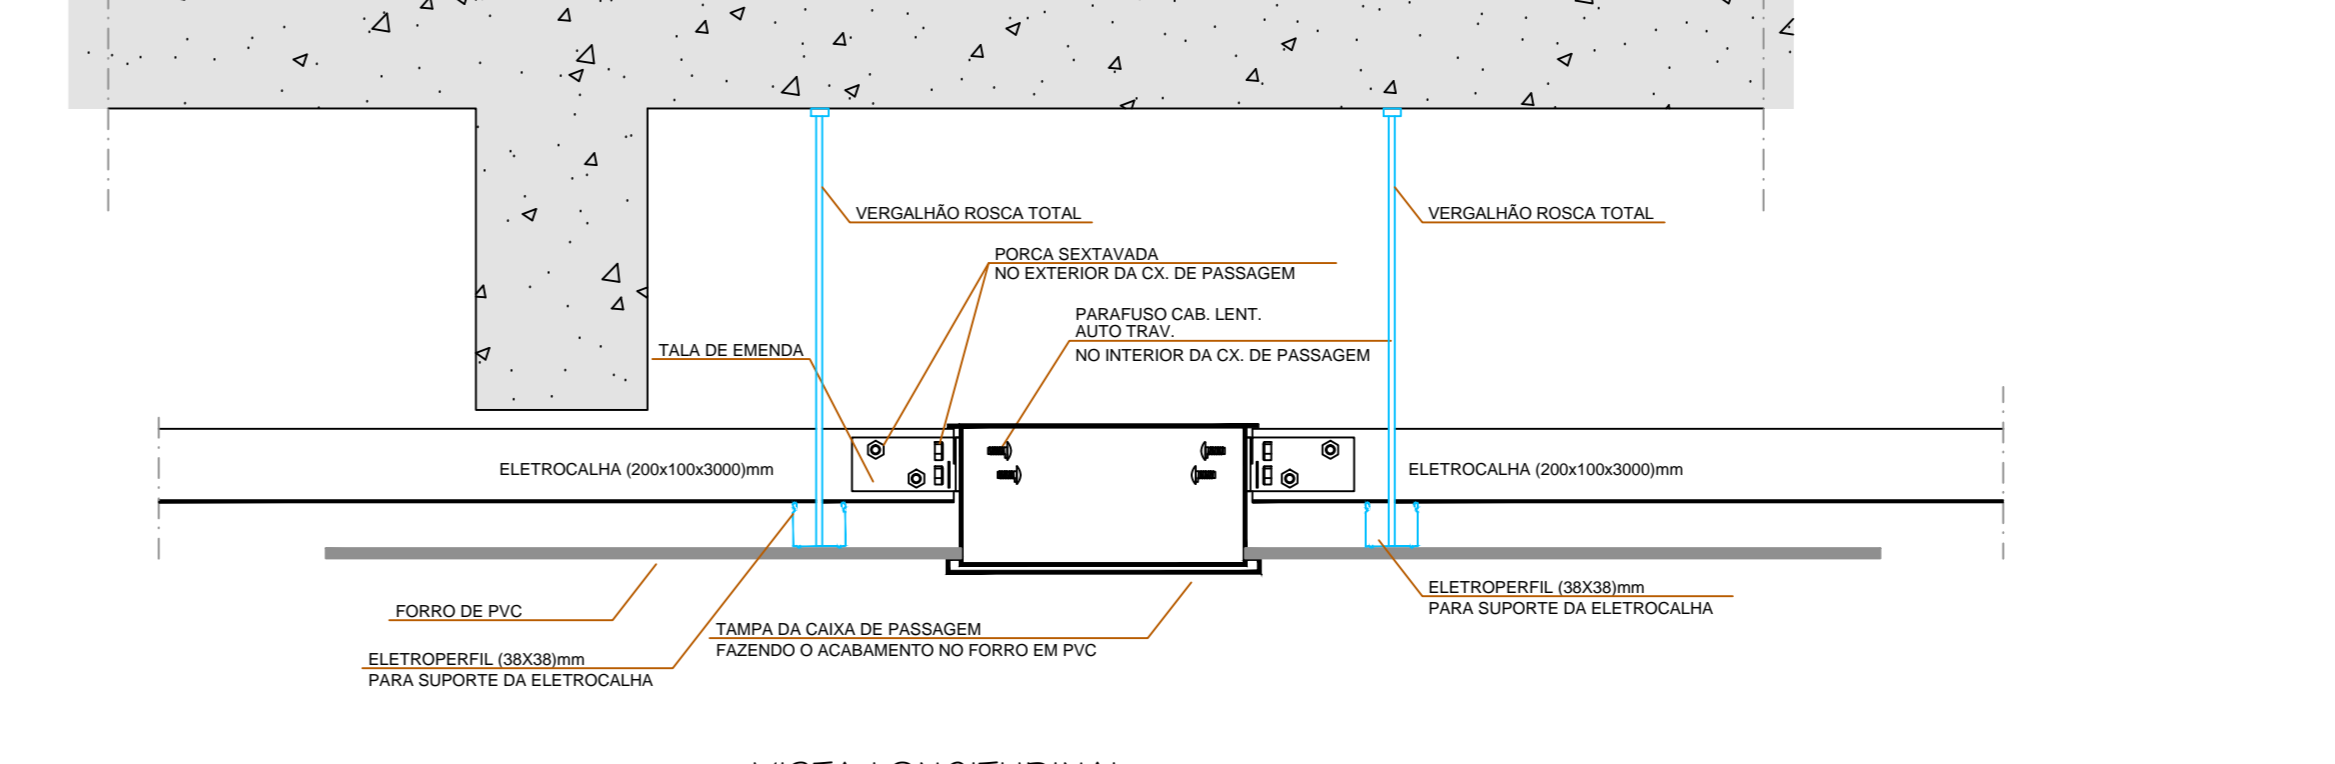 VERGALHÃO ROSCA TOTAL
VERGALHÃO ROSCA TOTAL
PORCA SEXTAVADA
NO EXTERIOR DA CX. DE PASSAGEM
PARAFUSO CAB. LENT.
AUTO TRAV.
NO INTERIOR DA CX. DE PASSAGEM
TALA DE EMENDA
ELETROCALHA (200x100x3000)mm
ELETROCALHA (200x100x3000)mm
ELETROPERFIL (38X38)mm
PARA SUPORTE DA ELETROCALHA
FORRO DE PVC
TAMPA DA CAIXA DE PASSAGEM
FAZENDO O ACABAMENTO NO FORRO EM PVC
ELETROPERFIL (38X38)mm
PARA SUPORTE DA ELETROCALHA